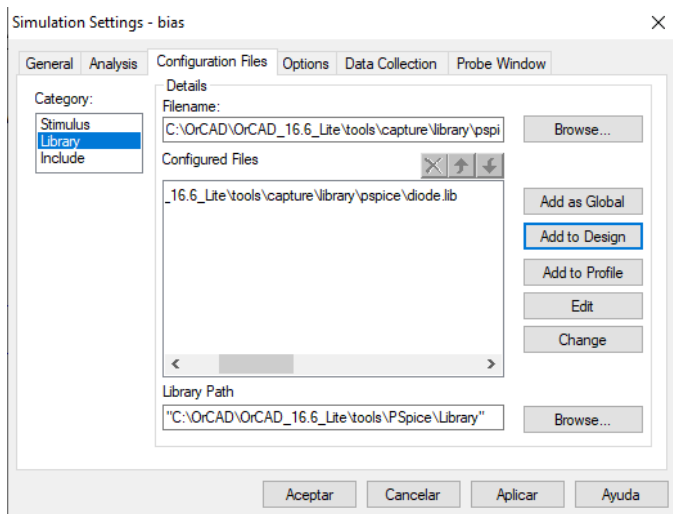 Simulation Settings - bias
General Analysis Configuration Files Options Data Collection Probe Window
Category:
Stimulus
Library
Include
Details
Filename:
C:\OrCAD\OrCAD_16.6_Lite\tools\capture\library\pspi
Browse...
Configured Files
_16.6_Lite\tools\capture\library\pspice\diode.lib
Add as Global
Add to Design
Add to Profile
Edit
Change
Library Path
"C:\OrCAD\OrCAD_16.6_Lite\tools\PSpice\Library"
Browse...
Aceptar Cancelar Aplicar Ayuda